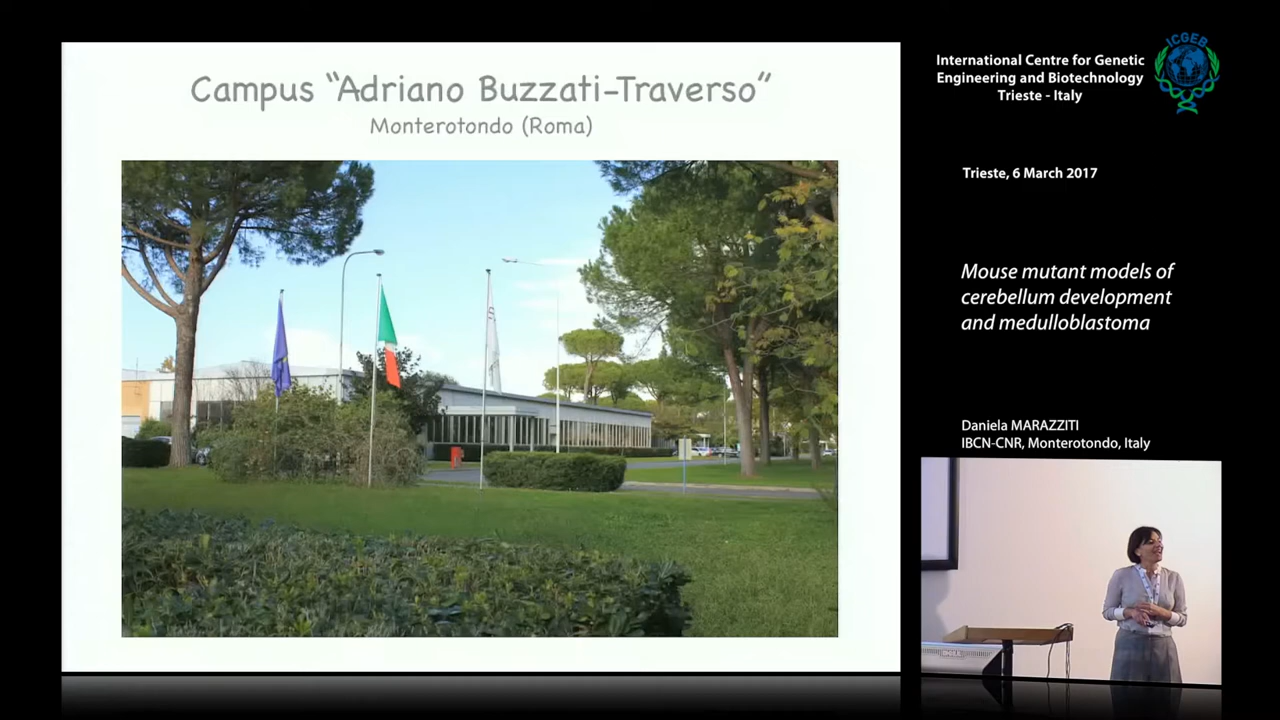 Campus “Adriano Buzzati-Traverso”
Monterotondo (Roma)
International Centre for Genetic
Engineering and Biotechnology
Trieste - Italy
ICGEB
Trieste, 6 March 2017
Mouse mutant models of
cerebellum development
and medulloblastoma
Daniela MARAZZITI
IBCN-CNR, Monterotondo, Italy